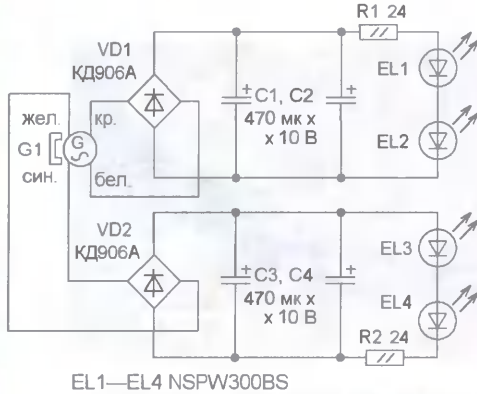 R1 24
VD1
КД906А
EL1
C1, C2
470 мк х
х 10 В
EL2
жел.
кр.
G1
G
син.
бел.
VD2
КД906А
EL3
C3, C4
470 мк х
х 10 В
EL4
R2 24
EL1—EL4 NSPW300BS